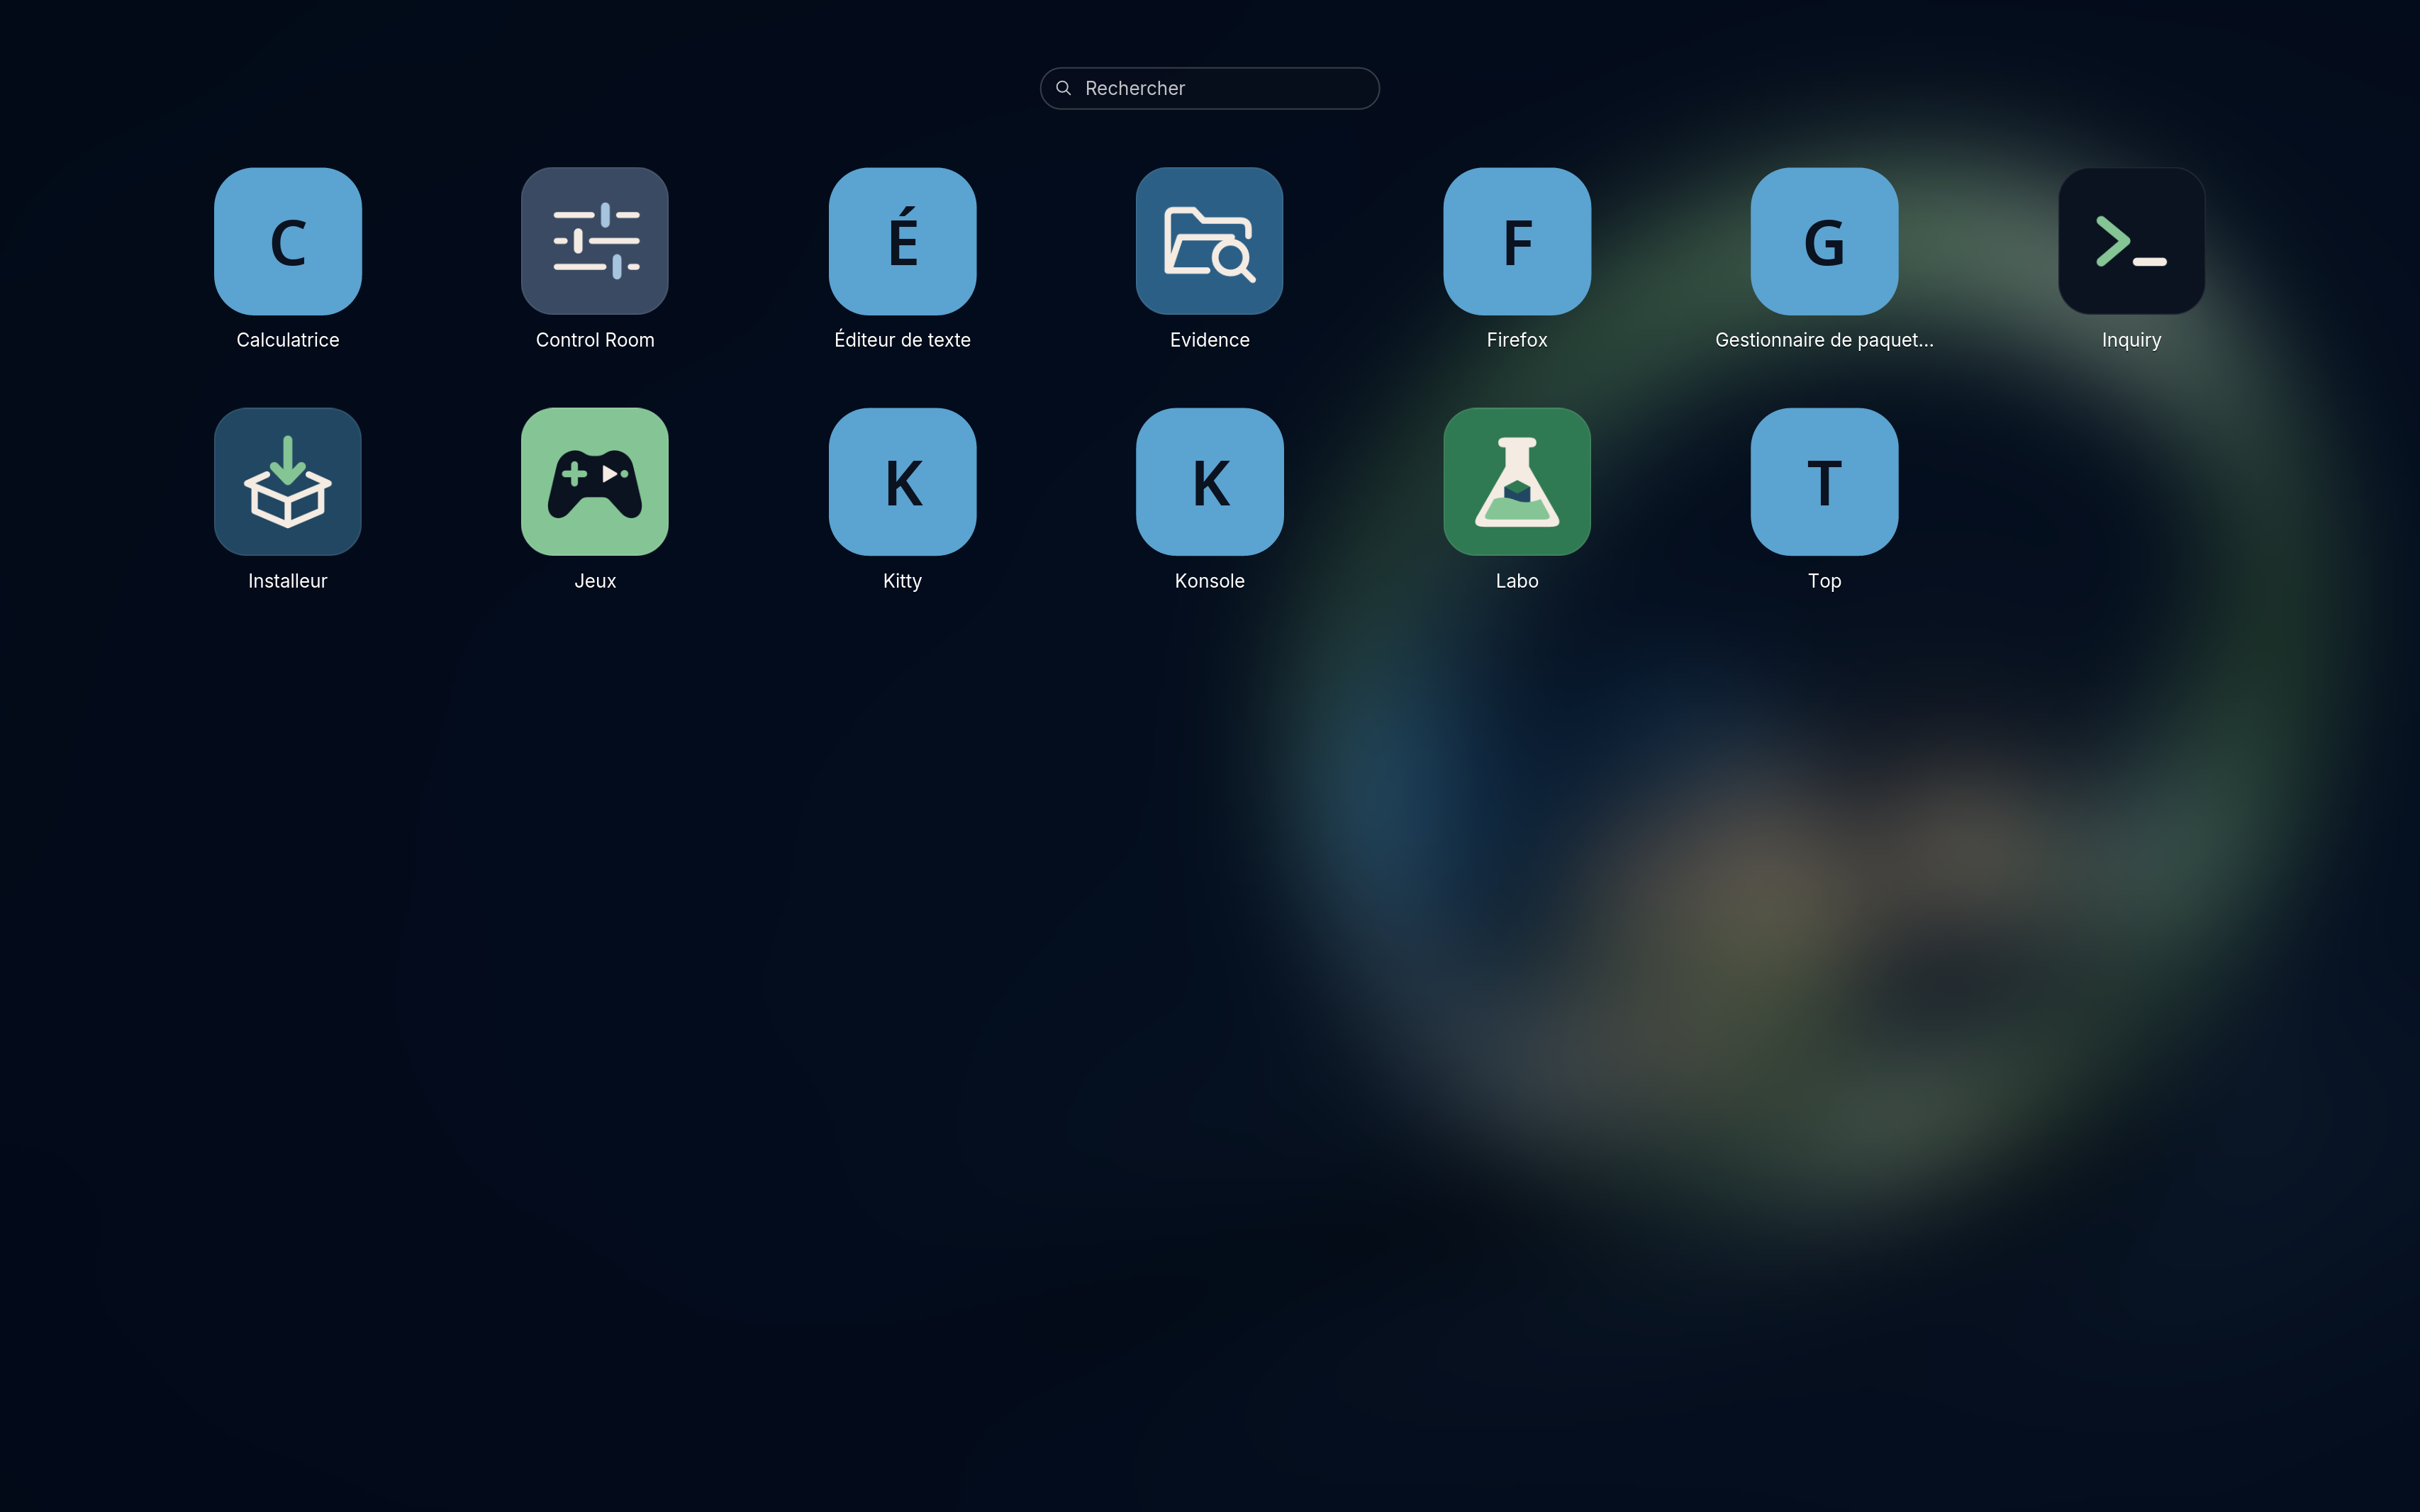 Rechercher
C
É
F
G
Calculatrice
Control Room
Éditeur de texte
Evidence
Firefox
Gestionnaire de paquet...
Inquiry
K
K
T
Installeur
Jeux
Kitty
Konsole
Labo
Top